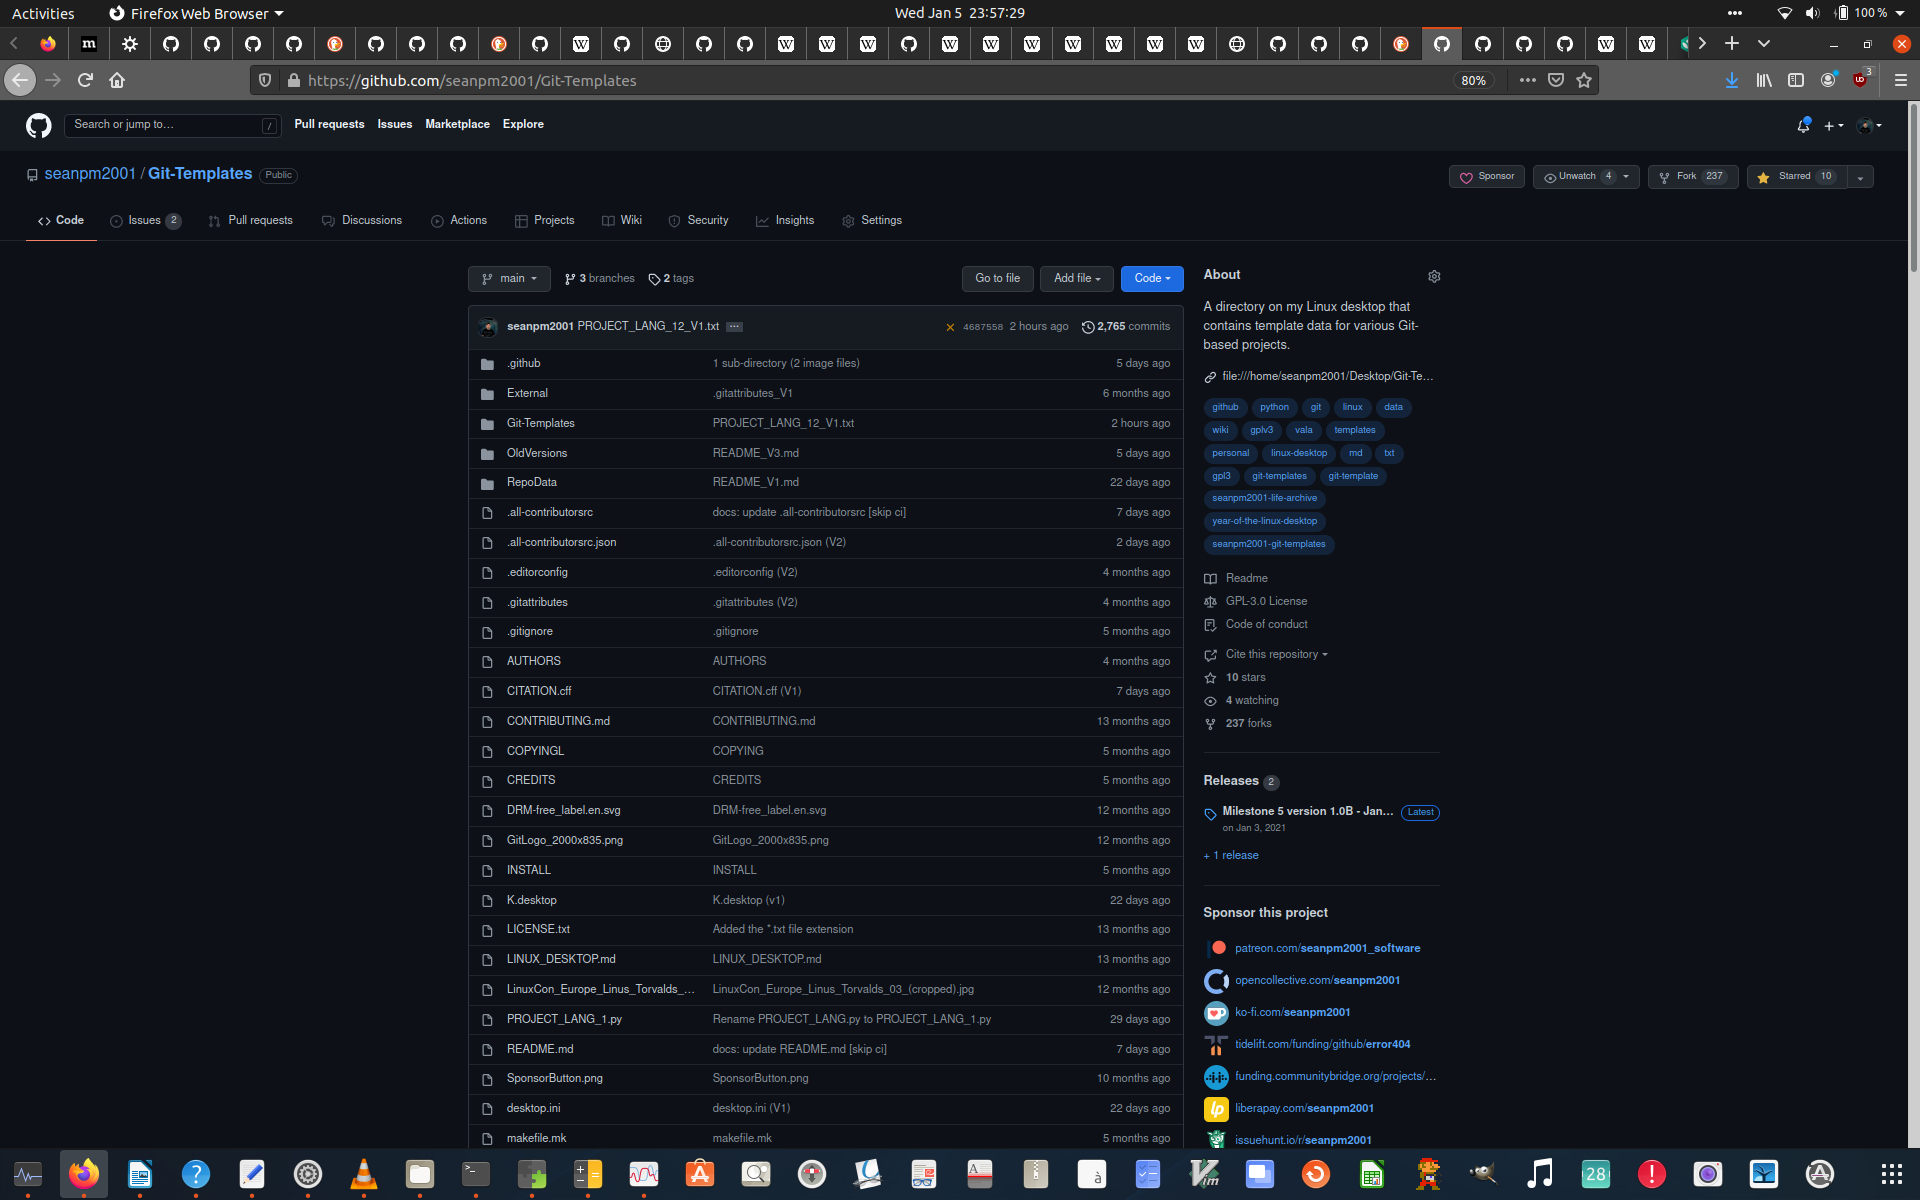 Activities Firefox Web Browser Wed Jan 5 23:57:29 100 %
https://github.com/seanpm2001/Git-Templates 80% 3
Search or jump to... / Pull requests Issues Marketplace Explore
seanpm2001 / Git-Templates Public Sponsor Unwatch 4 Fork 237 Starred 10
Code Issues 2 Pull requests Discussions Actions Projects Wiki Security Insights Settings
main 3 branches 2 tags Go to file Add file Code
seanpm2001 PROJECT_LANG_12_V1.txt ... 4687558 2 hours ago 2,765 commits
.github 1 sub-directory (2 image files) 5 days ago
External .gitattributes_V1 6 months ago
Git-Templates PROJECT_LANG_12_V1.txt 2 hours ago
OldVersions README_V3.md 5 days ago
RepoData README_V1.md 22 days ago
.all-contributorsrc docs: update .all-contributorsrc [skip ci] 7 days ago
.all-contributorsrc.json .all-contributorsrc.json (V2) 2 days ago
.editorconfig .editorconfig (V2) 4 months ago
.gitattributes .gitattributes (V2) 4 months ago
.gitignore .gitignore 5 months ago
AUTHORS AUTHORS 4 months ago
CITATION.cff CITATION.cff (V1) 7 days ago
CONTRIBUTING.md CONTRIBUTING.md 13 months ago
COPYINGL COPYING 5 months ago
CREDITS CREDITS 5 months ago
DRM-free_label.en.svg DRM-free_label.en.svg 12 months ago
GitLogo_2000x835.png GitLogo_2000x835.png 12 months ago
INSTALL INSTALL 5 months ago
K.desktop K.desktop (v1) 22 days ago
LICENSE.txt Added the *.txt file extension 13 months ago
LINUX_DESKTOP.md LINUX_DESKTOP.md 13 months ago
LinuxCon_Europe_Linus_Torvalds_... LinuxCon_Europe_Linus_Torvalds_03_(cropped).jpg 12 months ago
PROJECT_LANG_1.py Rename PROJECT_LANG.py to PROJECT_LANG_1.py 29 days ago
README.md docs: update README.md [skip ci] 7 days ago
SponsorButton.png SponsorButton.png 10 months ago
desktop.ini desktop.ini (V1) 22 days ago
makefile.mk makefile.mk 5 months ago
About
A directory on my Linux desktop that
contains template data for various Git-
based projects.
file:///home/seanpm2001/Desktop/Git-Te...
github python git linux data
wiki gplv3 vala templates
personal linux-desktop md txt
gpl3 git-templates git-template
seanpm2001-life-archive
year-of-the-linux-desktop
seanpm2001-git-templates
Readme
GPL-3.0 License
Code of conduct
Cite this repository
10 stars
4 watching
237 forks
Releases 2
Milestone 5 version 1.0B - Jan... Latest
on Jan 3, 2021
+ 1 release
Sponsor this project
patreon.com/seanpm2001_software
opencollective.com/seanpm2001
ko-fi.com/seanpm2001
tidelift.com/funding/github/error404
funding.communitybridge.org/projects/...
liberapay.com/seanpm2001
issuehunt.io/r/seanpm2001
28